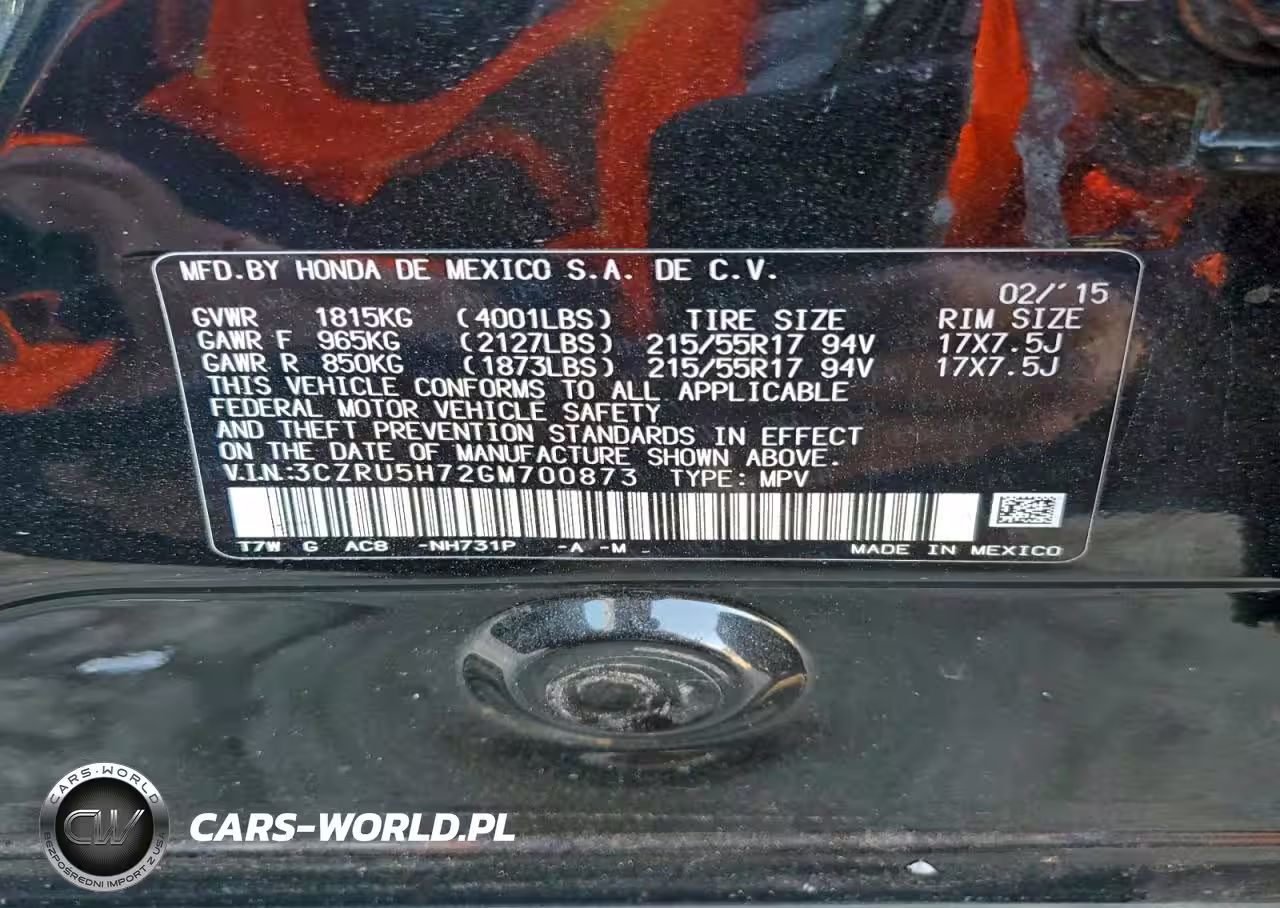 MFD.BY HONDA DE MEXICO S.A. DE C.V.
02/'15
GVWR 1815KG (4001LBS) TIRE SIZE RIM SIZE
GAWR F 965KG (2127LBS) 215/55R17 94V 17X7.5J
GAWR R 850KG (1873LBS) 215/55R17 94V 17X7.5J
THIS VEHICLE CONFORMS TO ALL APPLICABLE
FEDERAL MOTOR VEHICLE SAFETY
AND THEFT PREVENTION STANDARDS IN EFFECT
ON THE DATE OF MANUFACTURE SHOWN ABOVE.
V.I.N.:3CZRU5H72GM700873 TYPE: MPV
T7W G AC8 -NH731P -A -M MADE IN MEXICO
CARS-WORLD
CW
BEZPOŚREDNI IMPORT Z USA
CARS-WORLD.PL